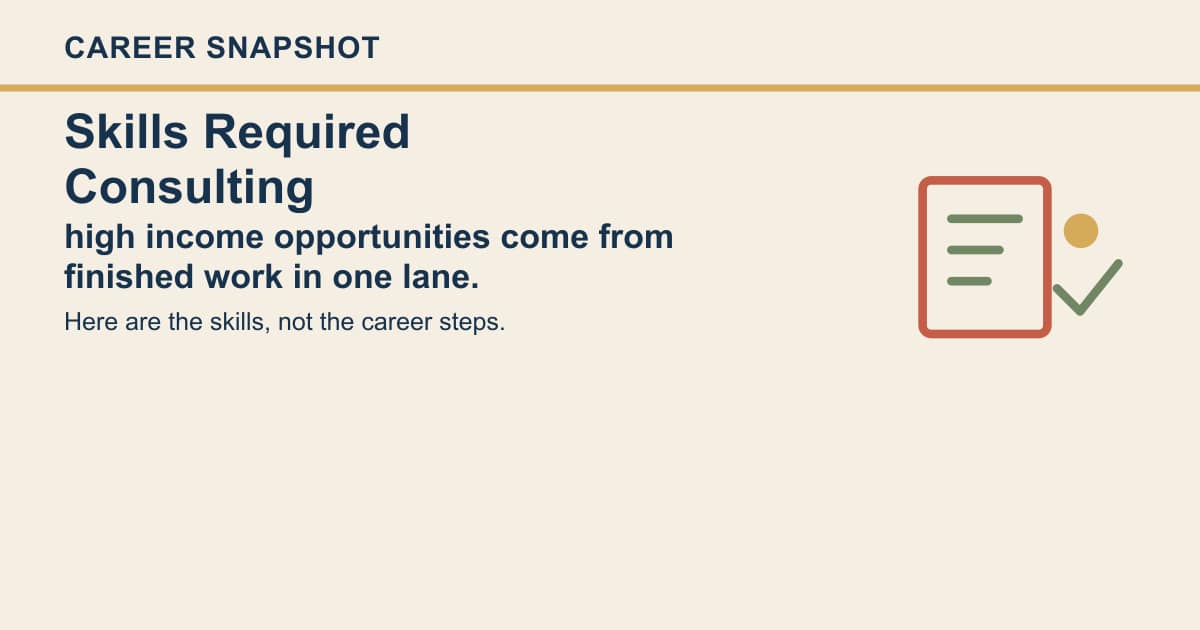 CAREER SNAPSHOT
Skills Required
Consulting
high income opportunities come from
finished work in one lane.
Here are the skills, not the career steps.